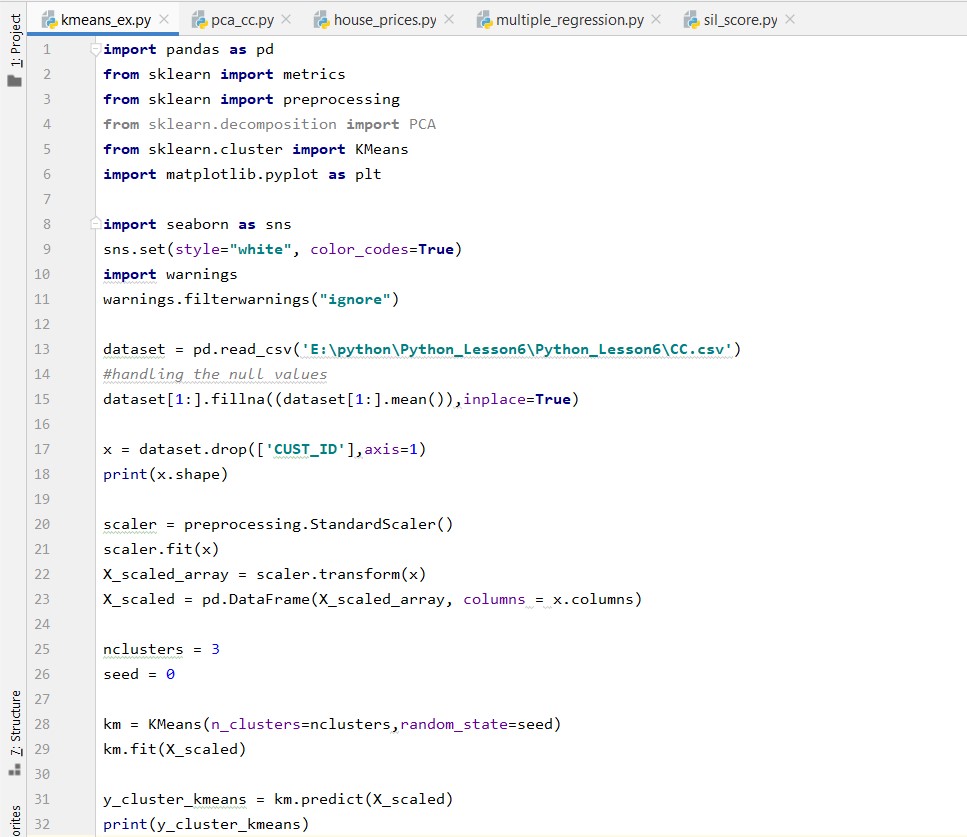 kmeans_ex.py pca_cc.py house_prices.py multiple_regression.py sil_score.py
1: Project
7: Structure
1 import pandas as pd
2 from sklearn import metrics
3 from sklearn import preprocessing
4 from sklearn.decomposition import PCA
5 from sklearn.cluster import KMeans
6 import matplotlib.pyplot as plt
7
8 import seaborn as sns
9 sns.set(style="white", color_codes=True)
10 import warnings
11 warnings.filterwarnings("ignore")
12
13 dataset = pd.read_csv('E:\python\Python_Lesson6\Python_Lesson6\CC.csv')
14 #handling the null values
15 dataset[1:].fillna((dataset[1:].mean()),inplace=True)
16
17 x = dataset.drop(['CUST_ID'],axis=1)
18 print(x.shape)
19
20 scaler = preprocessing.StandardScaler()
21 scaler.fit(x)
22 X_scaled_array = scaler.transform(x)
23 X_scaled = pd.DataFrame(X_scaled_array, columns = x.columns)
24
25 nclusters = 3
26 seed = 0
27
28 km = KMeans(n_clusters=nclusters,random_state=seed)
29 km.fit(X_scaled)
30
31 y_cluster_kmeans = km.predict(X_scaled)
32 print(y_cluster_kmeans)